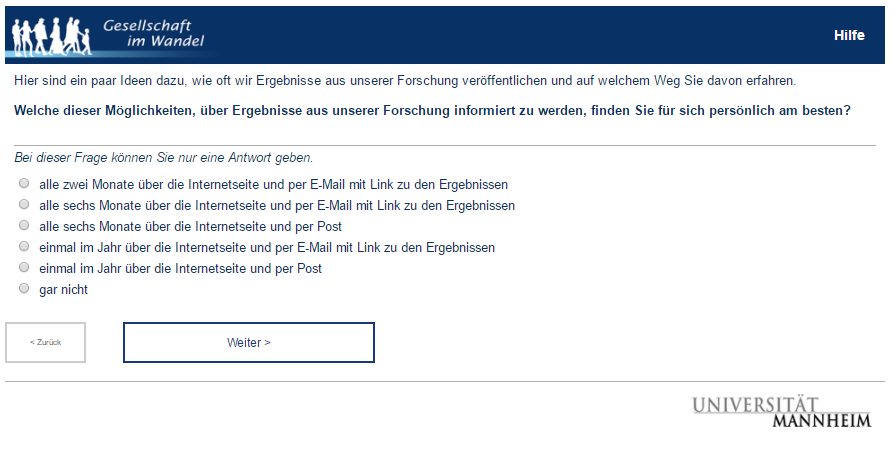 Gesellschaft
im Wandel
Hilfe
Hier sind ein paar Ideen dazu, wie oft wir Ergebnisse aus unserer Forschung veröffentlichen und auf welchem Weg Sie davon erfahren.
Welche dieser Möglichkeiten, über Ergebnisse aus unserer Forschung informiert zu werden, finden Sie für sich persönlich am besten?
Bei dieser Frage können Sie nur eine Antwort geben.
alle zwei Monate über die Internetseite und per E-Mail mit Link zu den Ergebnissen
alle sechs Monate über die Internetseite und per E-Mail mit Link zu den Ergebnissen
alle sechs Monate über die Internetseite und per Post
einmal im Jahr über die Internetseite und per E-Mail mit Link zu den Ergebnissen
einmal im Jahr über die Internetseite und per Post
gar nicht
< Zurück
Weiter >
UNIVERSITÄT
MANNHEIM